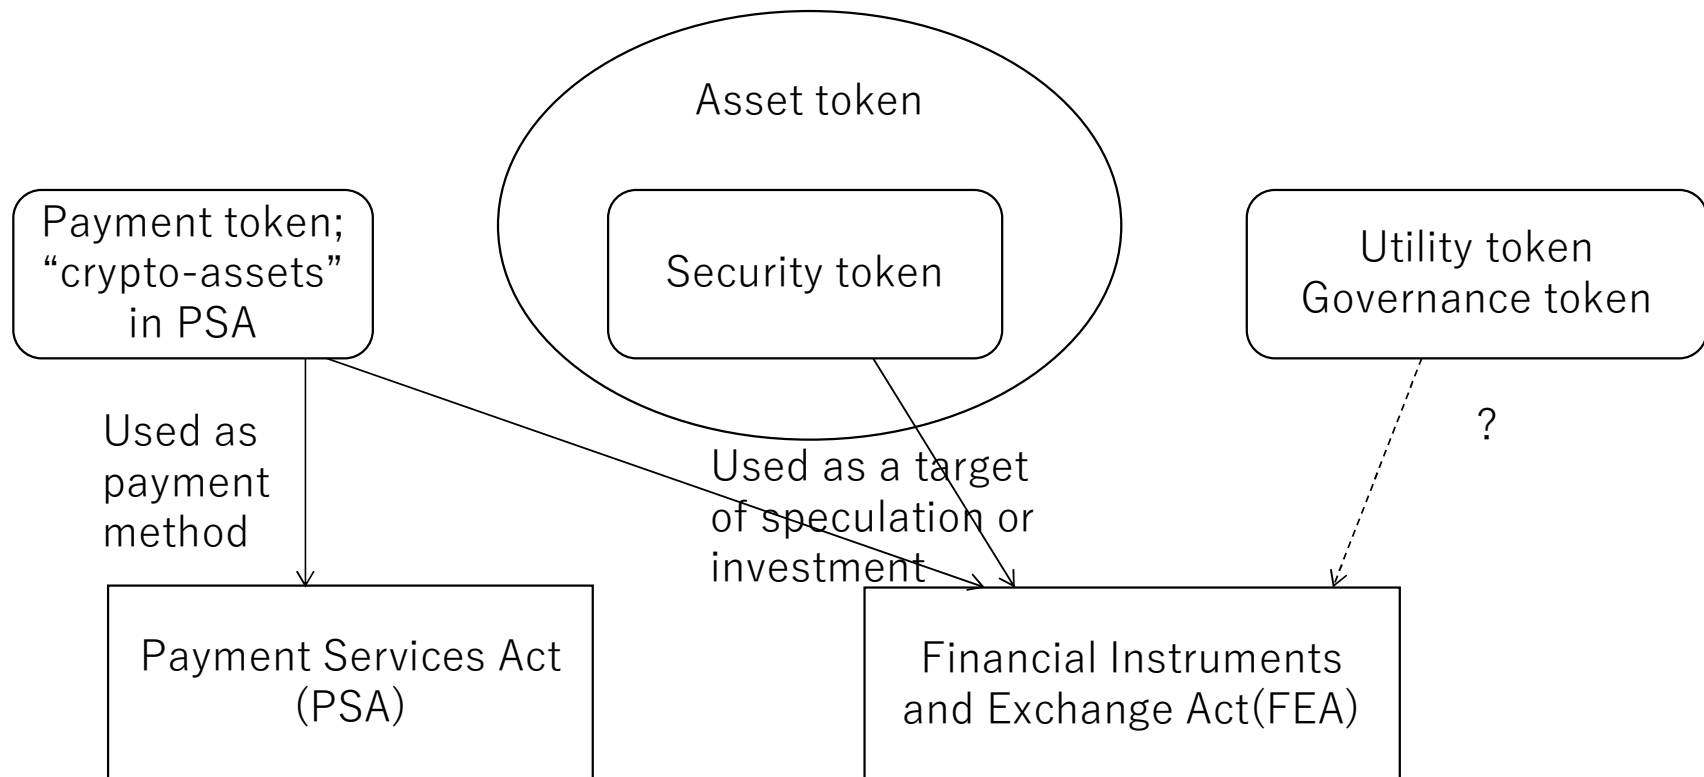 Asset token
Payment token;
“crypto-assets”
in PSA
Security token
Utility token
Governance token
Used as
payment
method
Used as a target
of speculation or
investment
?
Payment Services Act
(PSA)
Financial Instruments
and Exchange Act(FEA)